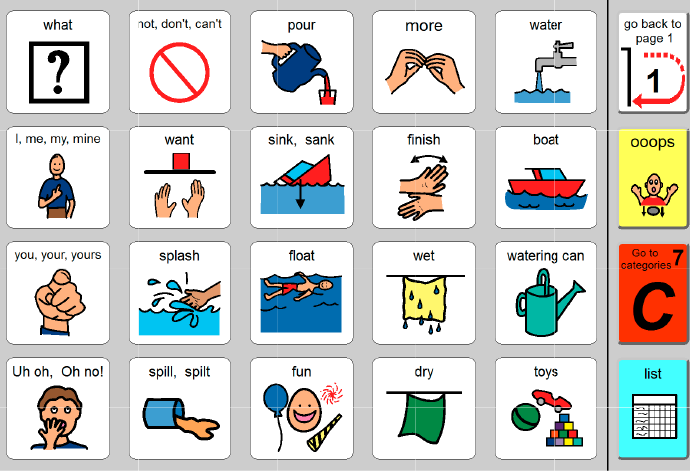 what
not, don't, can't
pour
more
water
go back to
page 1
1
I, me, my, mine
want
sink, sank
finish
boat
ooops
you, your, yours
splash
float
wet
watering can
Go to
categories 7
C
Uh oh, Oh no!
spill, spilt
fun
dry
toys
list